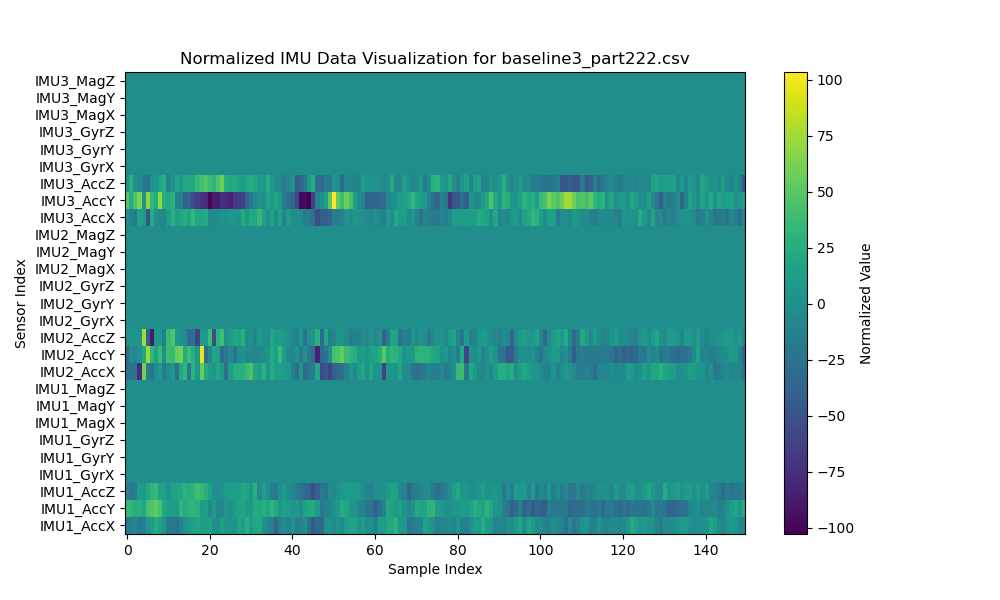 Normalized IMU Data Visualization for baseline3_part222.csv
Sensor Index
IMU3_MagZ
IMU3_MagY
IMU3_MagX
IMU3_GyrZ
IMU3_GyrY
IMU3_GyrX
IMU3_AccZ
IMU3_AccY
IMU3_AccX
IMU2_MagZ
IMU2_MagY
IMU2_MagX
IMU2_GyrZ
IMU2_GyrY
IMU2_GyrX
IMU2_AccZ
IMU2_AccY
IMU2_AccX
IMU1_MagZ
IMU1_MagY
IMU1_MagX
IMU1_GyrZ
IMU1_GyrY
IMU1_GyrX
IMU1_AccZ
IMU1_AccY
IMU1_AccX
0 20 40 60 80 100 120 140
Sample Index
100
75
50
25
0
−25
−50
−75
−100
Normalized Value